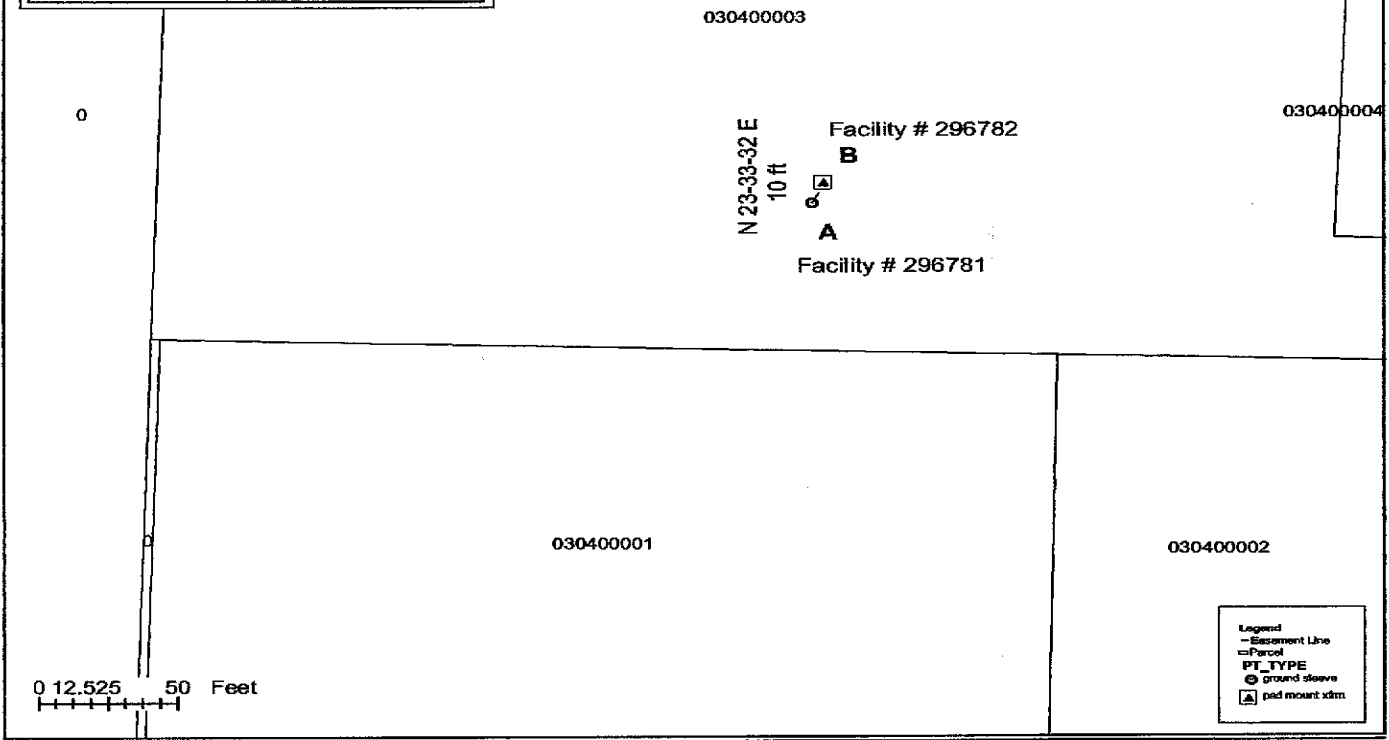 030400003
0
030400004
N 23-33-32 E
10 ft
Facility # 296782
B
A
Facility # 296781
030400001
0
030400002
0 12.525 50 Feet
Legend
Easement Line
Parcel
PT_TYPE
ground sleeve
pad mount xfrm